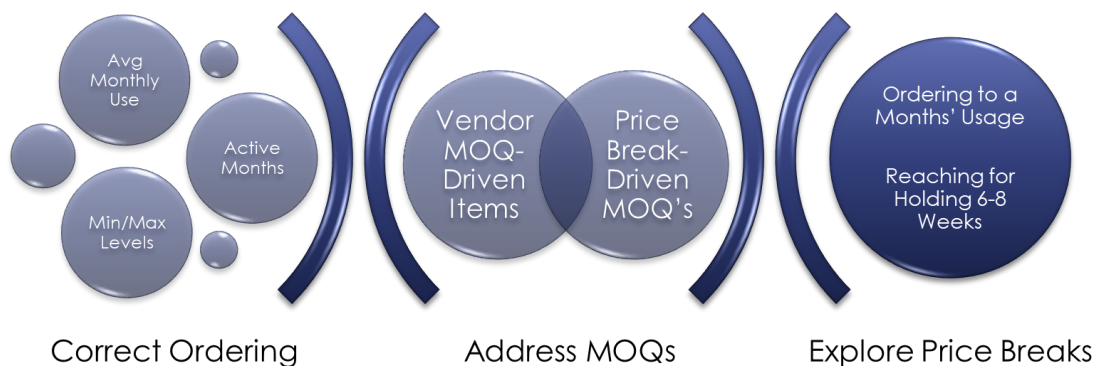 Avg
Monthly
Use
Active
Months
Min/Max
Levels
Correct Ordering
Vendor
MOQ-
Driven
Items
Price
Break-
Driven
MOQ's
Address MOQs
Ordering to a
Months' Usage
Reaching for
Holding 6-8
Weeks
Explore Price Breaks